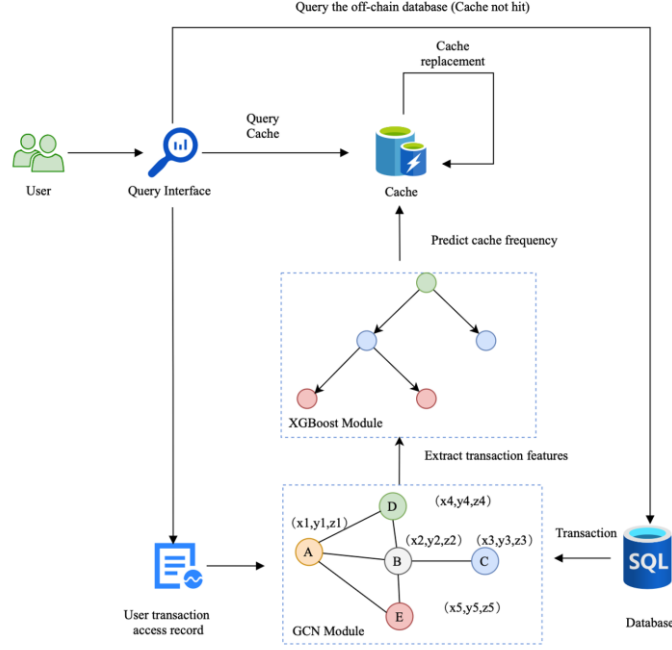 Query the off-chain database (Cache not hit)
Cache
replacement
Query
Cache
User
Query Interface
Cache
Predict cache frequency
XGBoost Module
Extract transaction features
D
(x4,y4,z4)
(x1,y1,z1)
(x2,y2,z2)
(x3,y3,z3)
A
B
C
Transaction
SQL
E
(x5,y5,z5)
User transaction
access record
GCN Module
Database